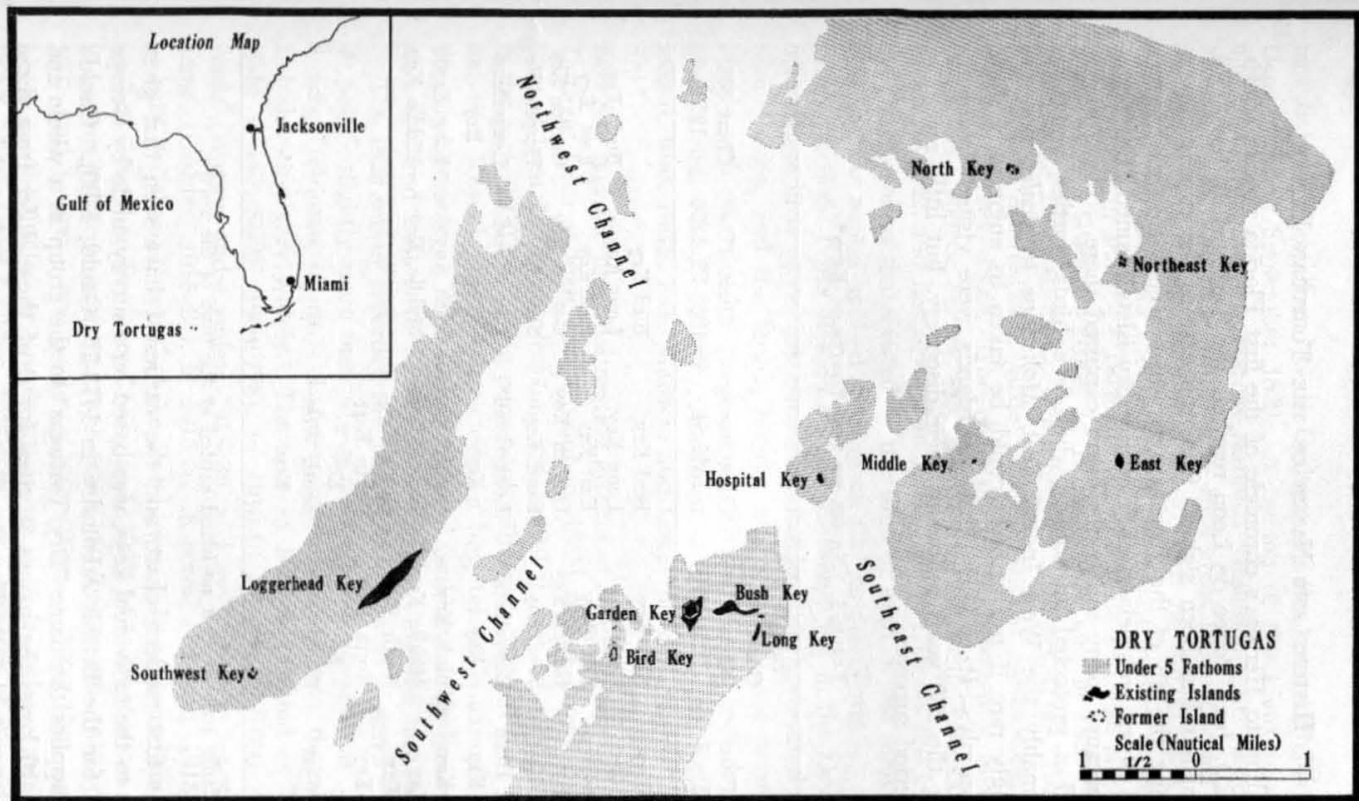 Location Map
Jacksonville
Gulf of Mexico
Miami
Dry Tortugas
Northwest Channel
North Key
Northeast Key
Hospital Key
Middle Key
East Key
Loggerhead Key
Southwest Key
Southwest Channel
Garden Key
Bush Key
Long Key
Bird Key
Southeast Channel
DRY TORTUGAS
Under 5 Fathoms
Existing Islands
Former Island
Scale (Nautical Miles)
1 1/2 0 1